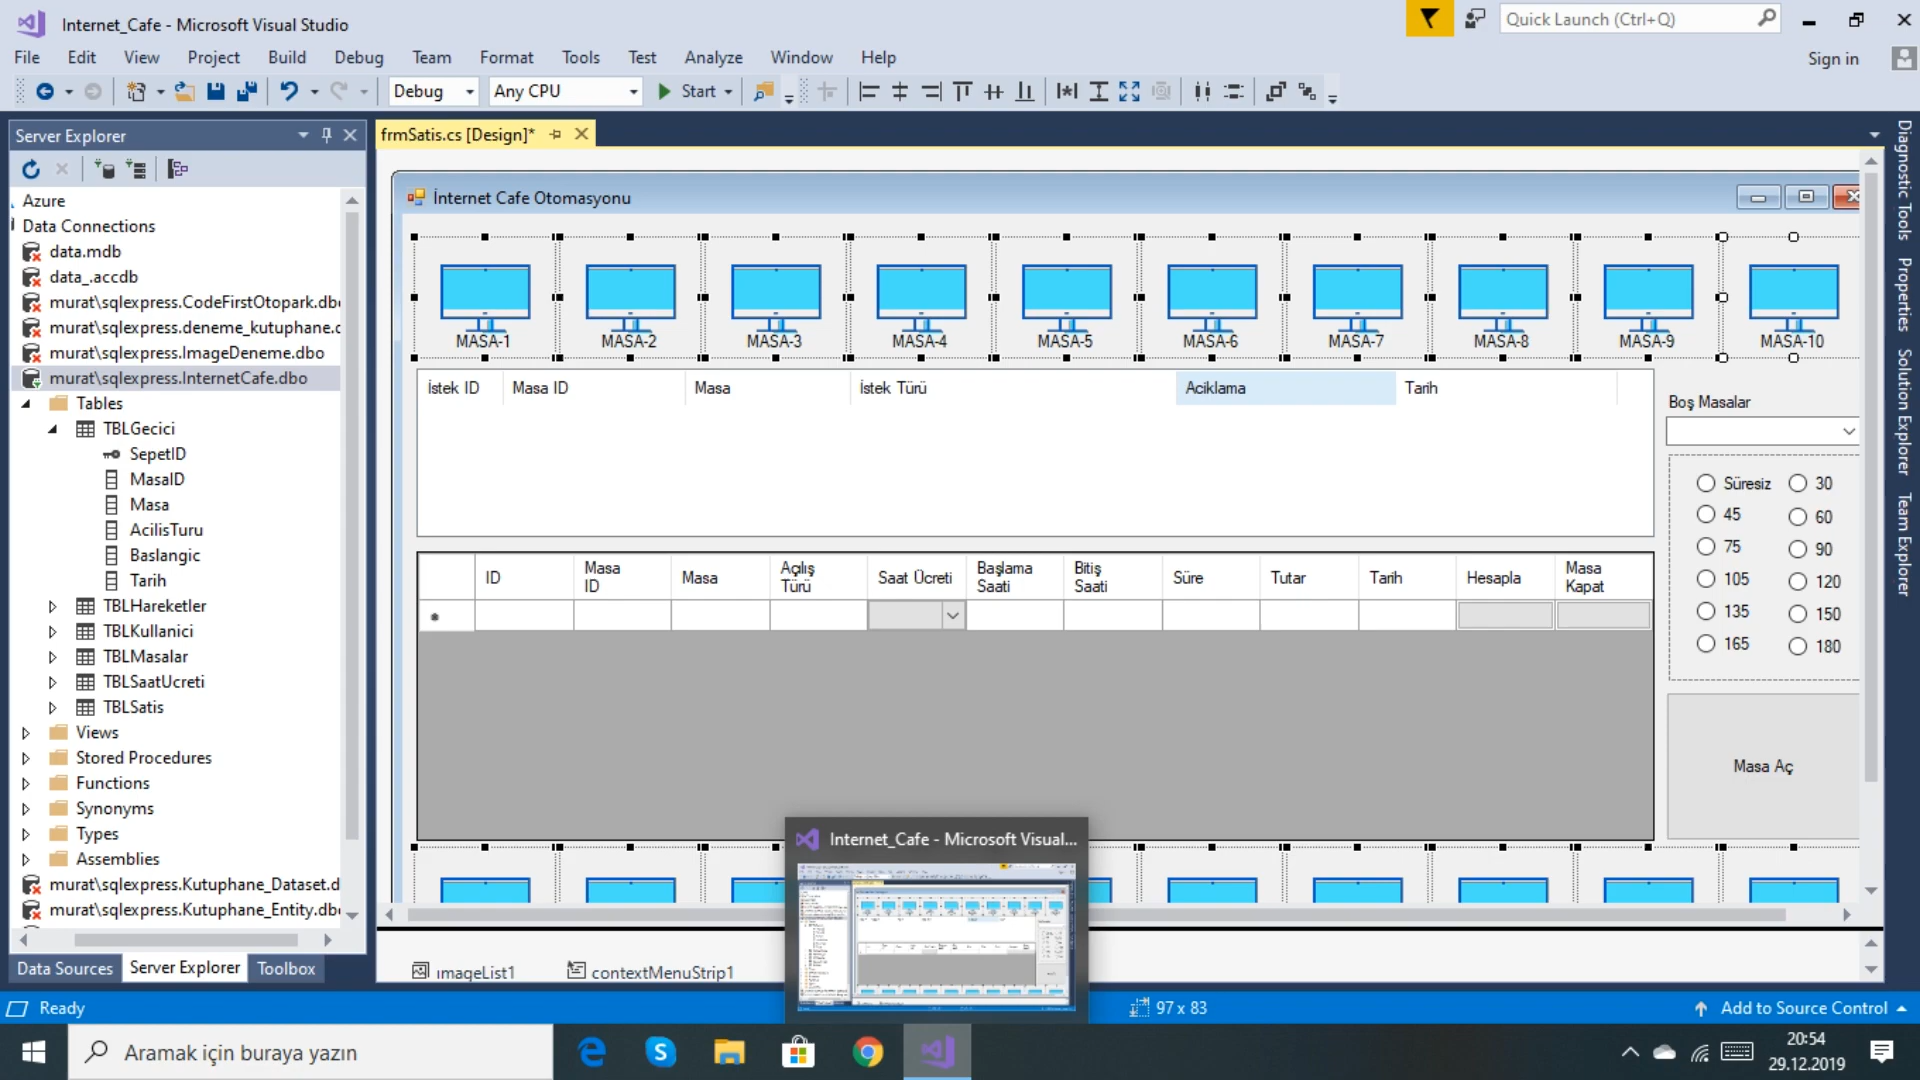 Internet_Cafe - Microsoft Visual Studio
Quick Launch (Ctrl+Q)
File Edit View Project Build Debug Team Format Tools Test Analyze Window Help
Sign in
Debug Any CPU Start
Server Explorer
frmSatis.cs [Design]*
Azure
Data Connections
data.mdb
data_.accdb
murat\sqlexpress.CodeFirstOtopark.dbo
murat\sqlexpress.deneme_kutuphane.d
murat\sqlexpress.ImageDeneme.dbo
murat\sqlexpress.InternetCafe.dbo
Tables
TBLGecici
SepetID
MasaID
Masa
AcilisTuru
Baslangic
Tarih
TBLHareketler
TBLKullanici
TBLMasalar
TBLSaatUcreti
TBLSatis
Views
Stored Procedures
Functions
Synonyms
Types
Assemblies
murat\sqlexpress.Kutuphane_Dataset.d
murat\sqlexpress.Kutuphane_Entity.dbo
Data Sources Server Explorer Toolbox
İnternet Cafe Otomasyonu
MASA-1 MASA-2 MASA-3 MASA-4 MASA-5 MASA-6 MASA-7 MASA-8 MASA-9 MASA-10
İstek ID Masa ID Masa İstek Türü Aciklama Tarih
Boş Masalar
Süresiz 30
45 60
75 90
105 120
135 150
165 180
ID Masa ID Masa Açılış Türü Saat Ücreti Başlama Saati Bitiş Saati Süre Tutar Tarih Hesapla Masa Kapat
Masa Aç
Internet_Cafe - Microsoft Visual...
imageList1 contextMenuStrip1
Diagnostic Tools
Properties
Solution Explorer
Team Explorer
Ready
97 x 83
Add to Source Control
Aramak için buraya yazın
20:54
29.12.2019